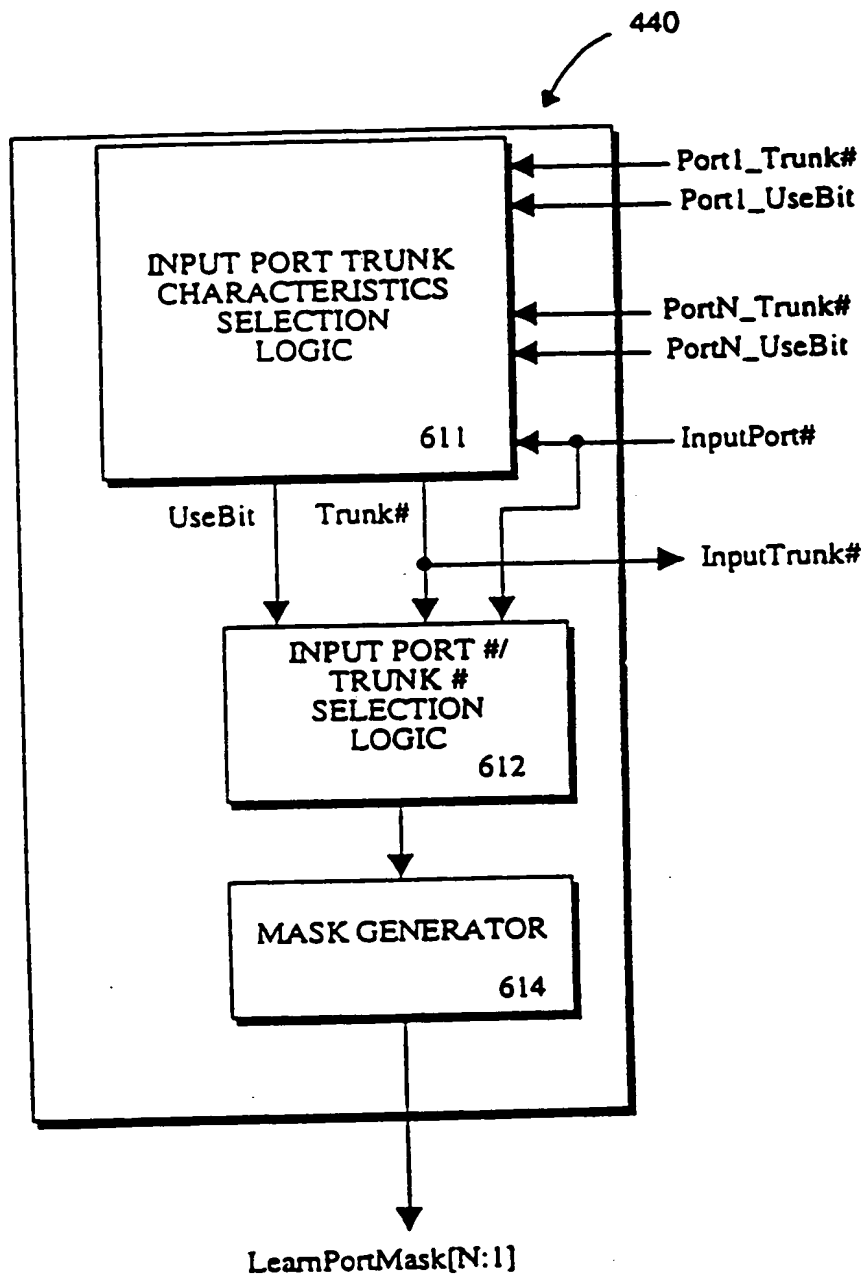 440
Port1_Trunk#
Port1_UseBit
INPUT PORT TRUNK
CHARACTERISTICS
SELECTION
LOGIC
PortN_Trunk#
PortN_UseBit
611
InputPort#
UseBit
Trunk#
InputTrunk#
INPUT PORT #/
TRUNK #
SELECTION
LOGIC
612
MASK GENERATOR
614
LearnPortMask[N:1]